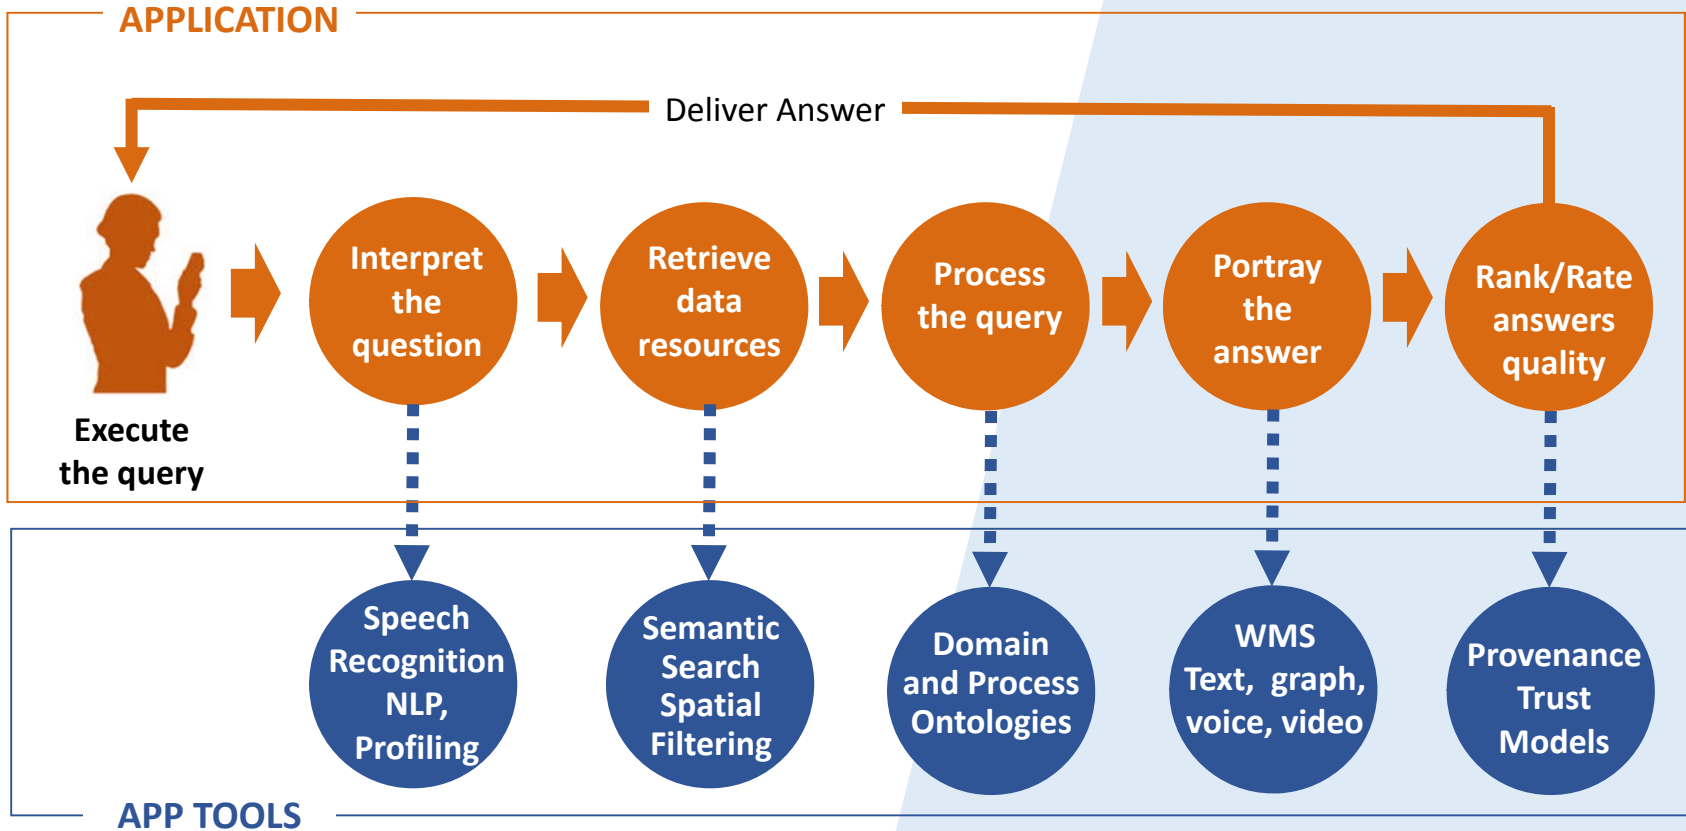 APPLICATION
Deliver Answer
Execute
the query
Interpret
the
question
Retrieve
data
resources
Process
the query
Portray
the
answer
Rank/Rate
answers
quality
Speech
Recognition
NLP,
Profiling
Semantic
Search
Spatial
Filtering
Domain
and Process
Ontologies
WMS
Text, graph,
voice, video
Provenance
Trust
Models
APP TOOLS